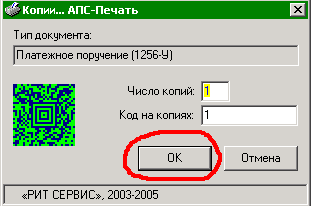 Копии... АПС-Печать
Тип документа:
Платежное поручение (1256-У)
Число копий: 1
Код на копиях: 1
OK Отмена
«РИТ СЕРВИС», 2003-2005